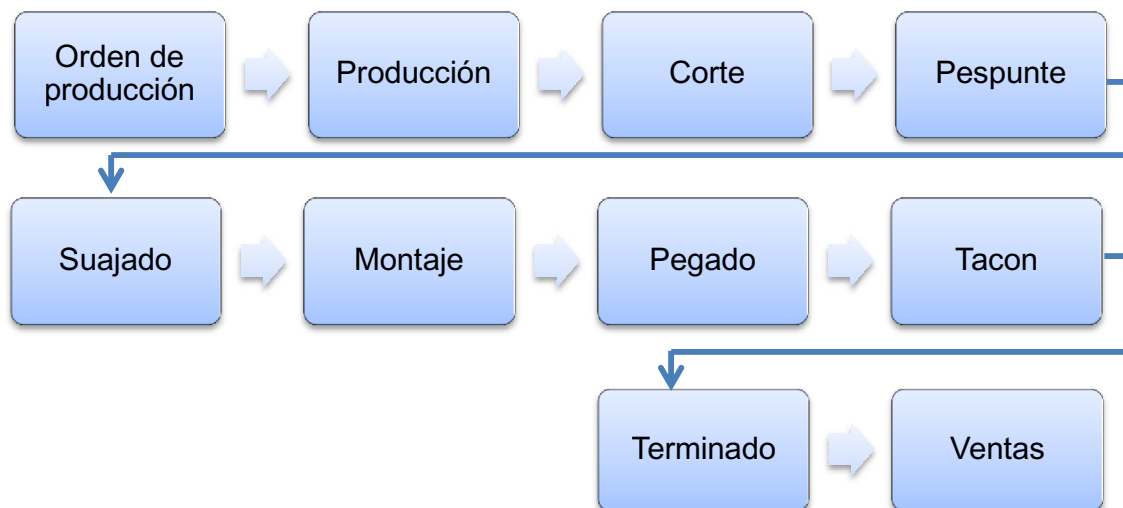 Orden de
producción
Producción
Corte
Pespunte
Suajado
Montaje
Pegado
Tacon
Terminado
Ventas